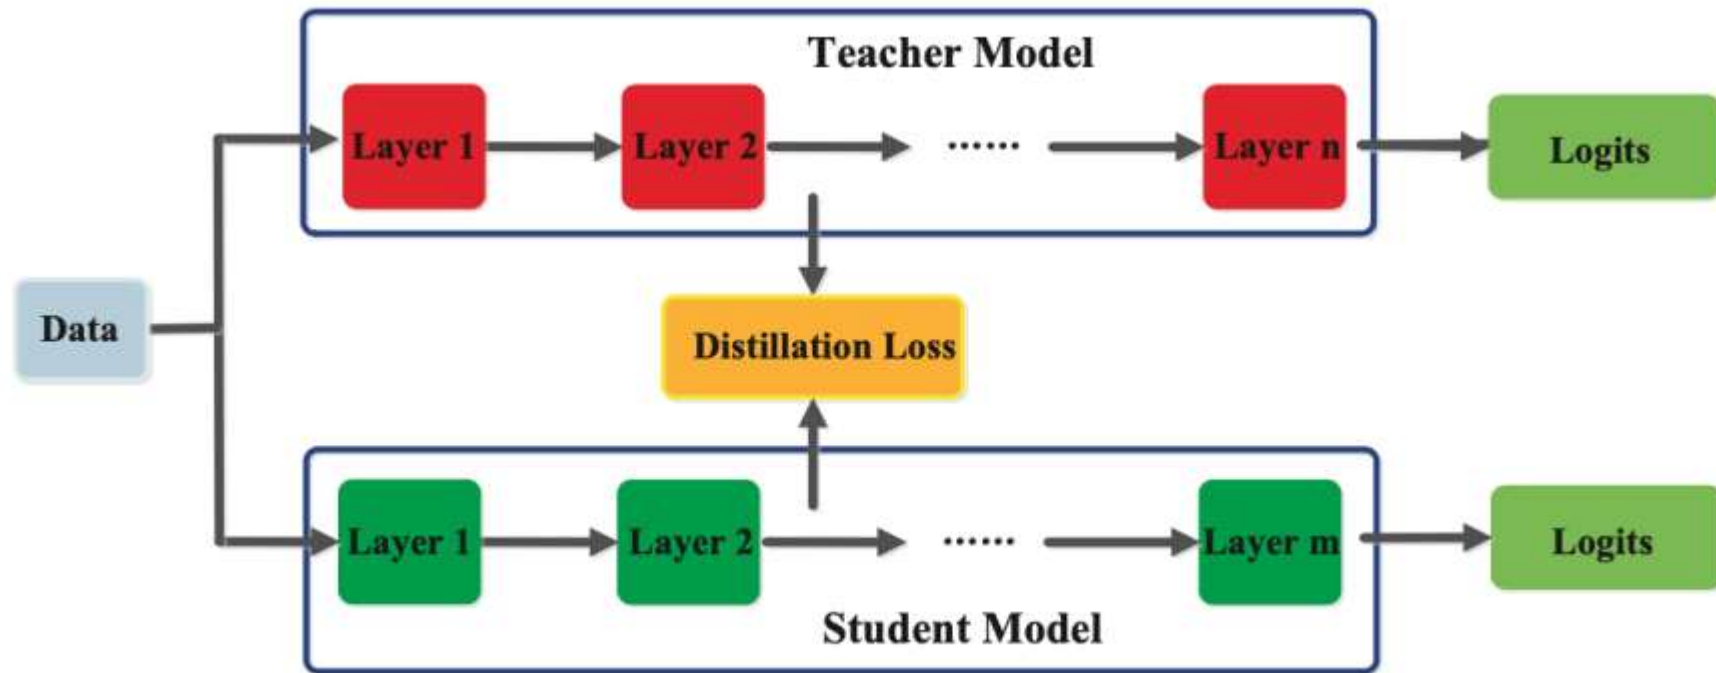 Teacher Model
Layer 1
Layer 2
......
Layer n
Logits
Data
Distillation Loss
Layer 1
Layer 2
......
Layer m
Logits
Student Model